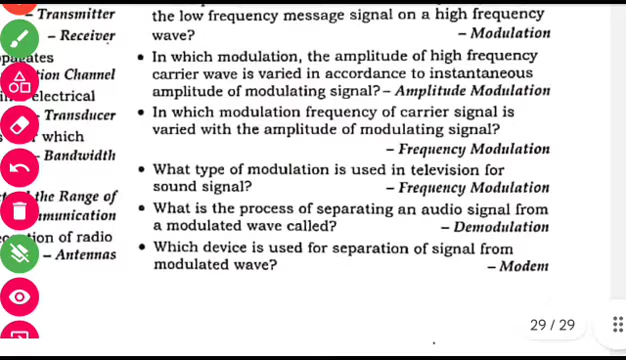 – Transmitter
– Receiver
tion Channel
electrical
– Transducer
which
– Bandwidth
the Range of
tion of radio
– Antennas
the low frequency message signal on a high frequency
wave? – Modulation
• In which modulation, the amplitude of high frequency
carrier wave is varied in accordance to instantaneous
amplitude of modulating signal? – Amplitude Modulation
• In which modulation frequency of carrier signal is
varied with the amplitude of modulating signal?
– Frequency Modulation
• What type of modulation is used in television for
sound signal? – Frequency Modulation
• What is the process of separating an audio signal from
a modulated wave called? – Demodulation
• Which device is used for separation of signal from
modulated wave? – Modem
29 / 29